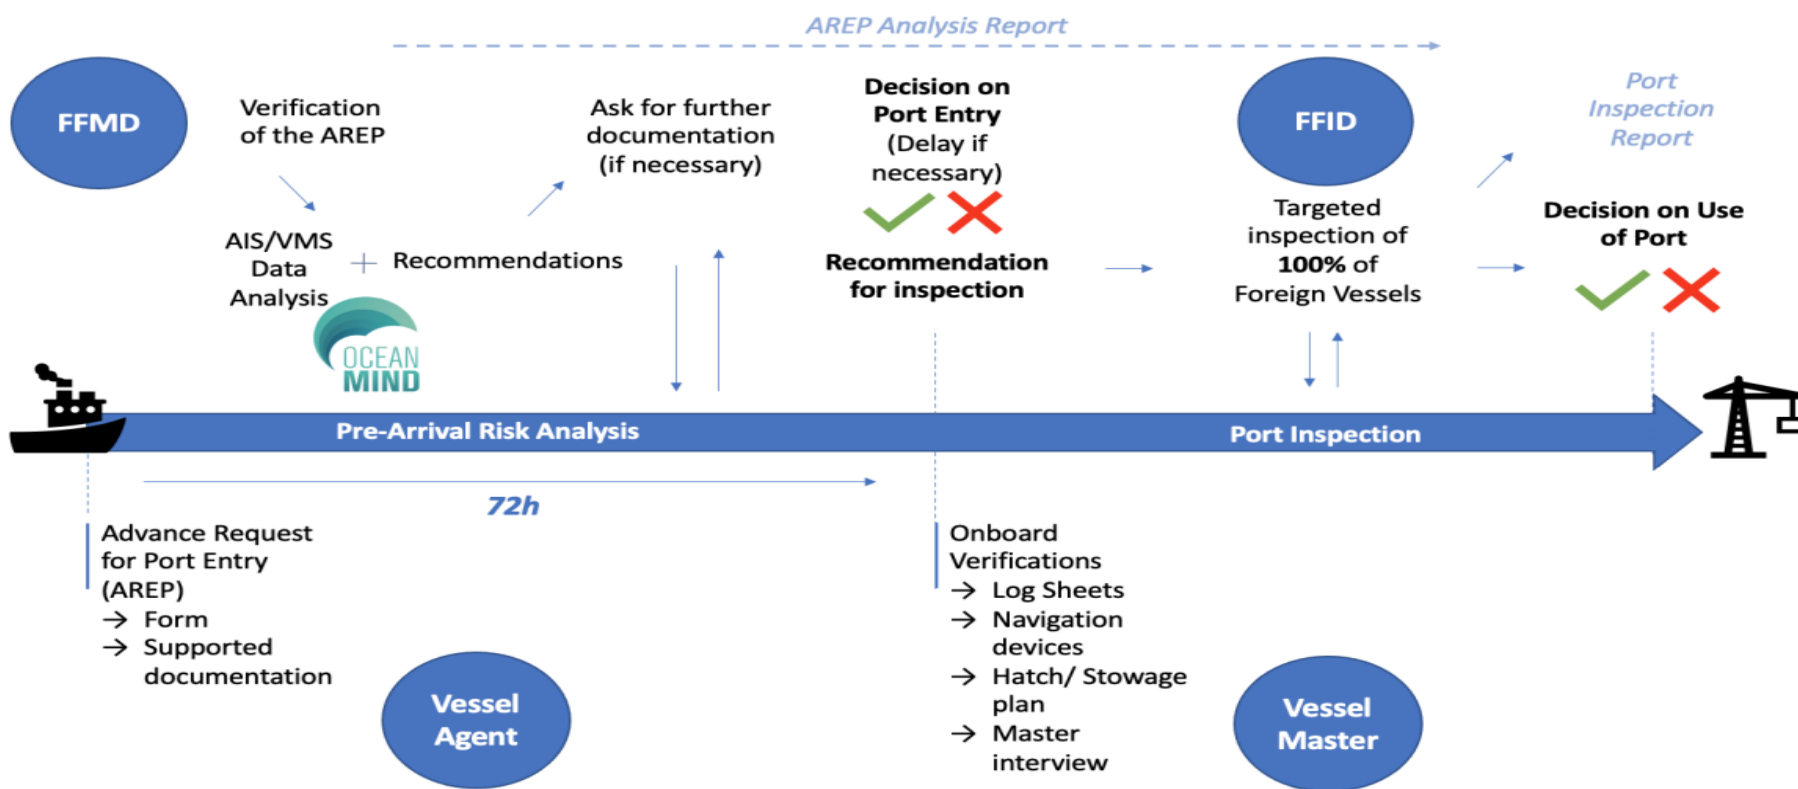 AREP Analysis Report
FFMD
Verification
of the AREP
AIS/VMS
Data
Analysis
+
Recommendations
OCEAN
MIND
Ask for further
documentation
(if necessary)
Decision on
Port Entry
(Delay if
necessary)
Recommendation
for inspection
FFID
Targeted
inspection of
100% of
Foreign Vessels
Port
Inspection
Report
Decision on Use
of Port
Pre-Arrival Risk Analysis
Port Inspection
72h
Advance Request
for Port Entry
(AREP)
→ Form
→ Supported
documentation
Vessel
Agent
Onboard
Verifications
→ Log Sheets
→ Navigation
devices
→ Hatch/ Stowage
plan
→ Master
interview
Vessel
Master